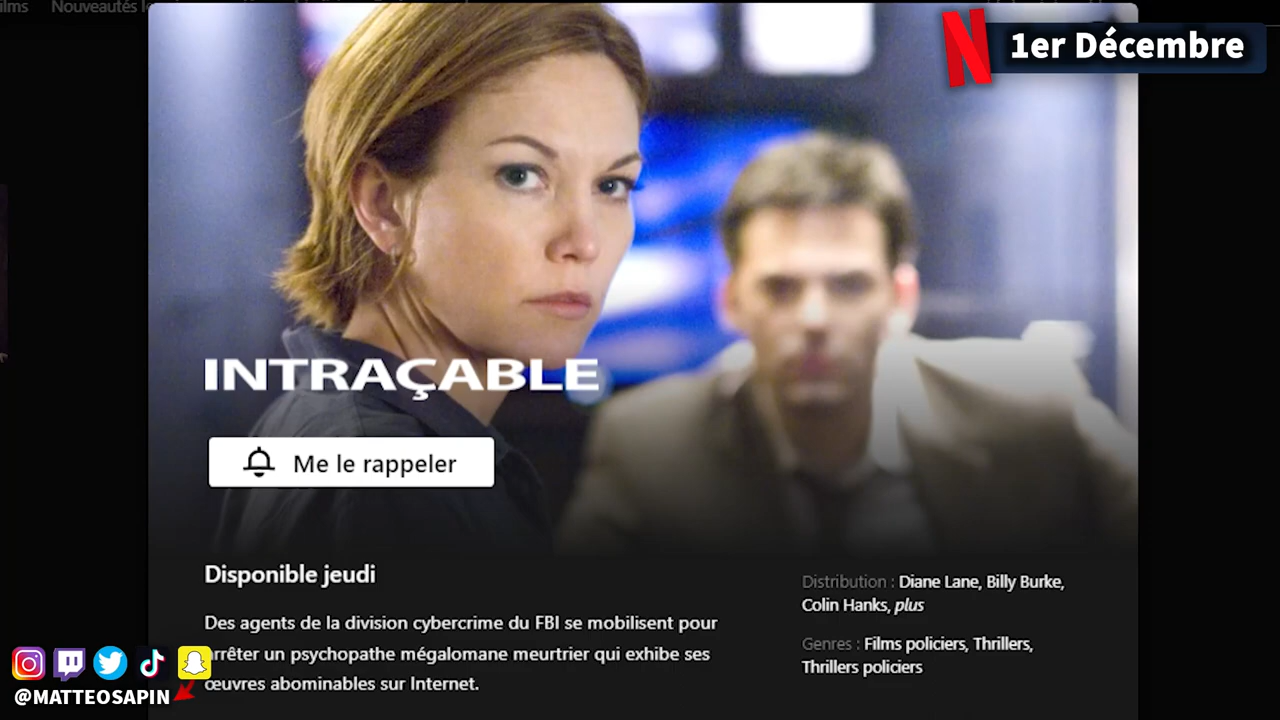 ilms Nouveautés l
1er Décembre
INTRAÇABLE
Me le rappeler
Disponible jeudi
Des agents de la division cybercrime du FBI se mobilisent pour
arrêter un psychopathe mégalomane meurtrier qui exhibe ses
œuvres abominables sur Internet.
Distribution : Diane Lane, Billy Burke,
Colin Hanks, plus
Genres : Films policiers, Thrillers,
Thrillers policiers
@MATTEOSAPIN